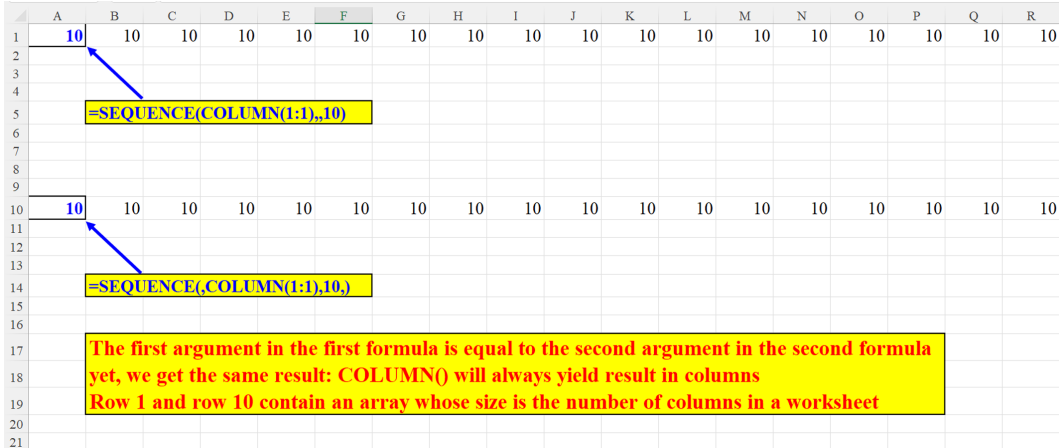 A B C D E F G H I J K L M N O P Q R
1 10 10 10 10 10 10 10 10 10 10 10 10 10 10 10 10 10 10
2
3
4
5 =SEQUENCE(COLUMN(1:1),,10)
6
7
8
9
10 10 10 10 10 10 10 10 10 10 10 10 10 10 10 10 10 10 10
11
12
13
14 =SEQUENCE(,COLUMN(1:1),10,)
15
16
17 The first argument in the first formula is equal to the second argument in the second formula
18 yet, we get the same result: COLUMN() will always yield result in columns
19 Row 1 and row 10 contain an array whose size is the number of columns in a worksheet
20
21